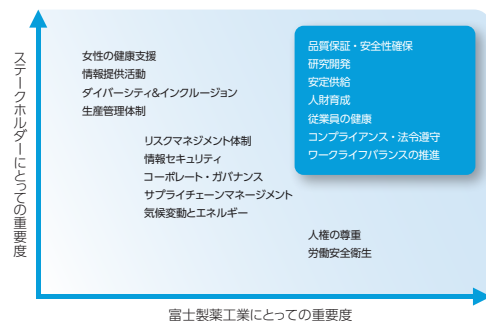 ステークホルダーにとっての重要度
女性の健康支援
情報提供活動
ダイバーシティ&インクルージョン
生産管理体制
リスクマネジメント体制
情報セキュリティ
コーポレート・ガバナンス
サプライチェーンマネージメント
気候変動とエネルギー
品質保証・安全性確保
研究開発
安定供給
人財育成
従業員の健康
コンプライアンス・法令遵守
ワークライフバランスの推進
人権の尊重
労働安全衛生
富士製薬工業にとっての重要度